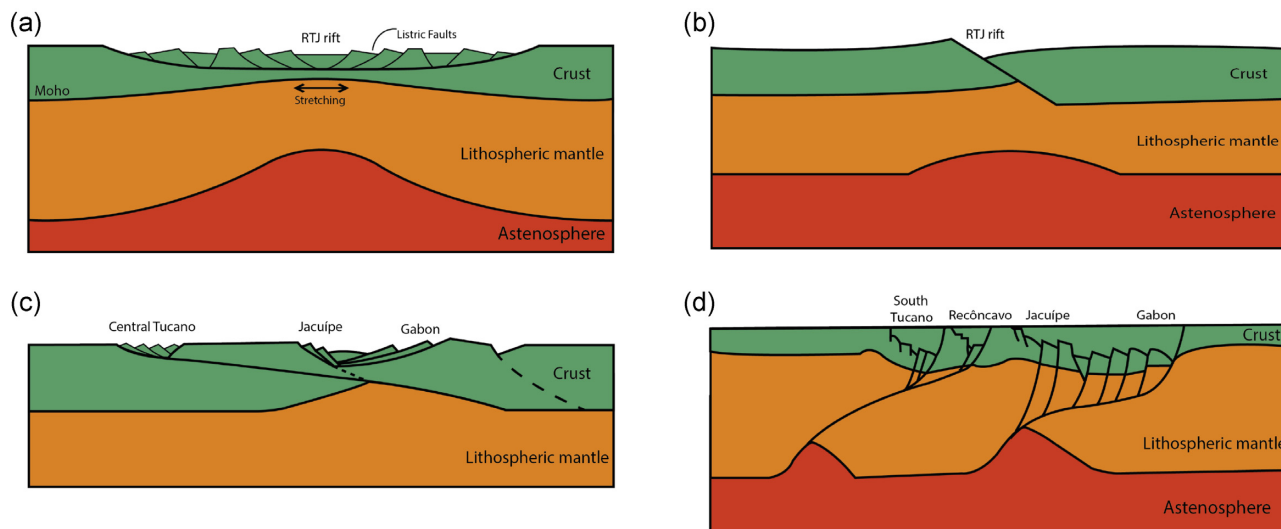 (a)
RTJ rift
Listric Faults
Crust
Moho
Stretching
Lithospheric mantle
Astenosphere
(b)
RTJ rift
Crust
Lithospheric mantle
Astenosphere
(c)
Central Tucano
Jacuípe
Gabon
Crust
Lithospheric mantle
(d)
South
Tucano
Recôncavo
Jacuípe
Gabon
Crust
Lithospheric mantle
Astenosphere